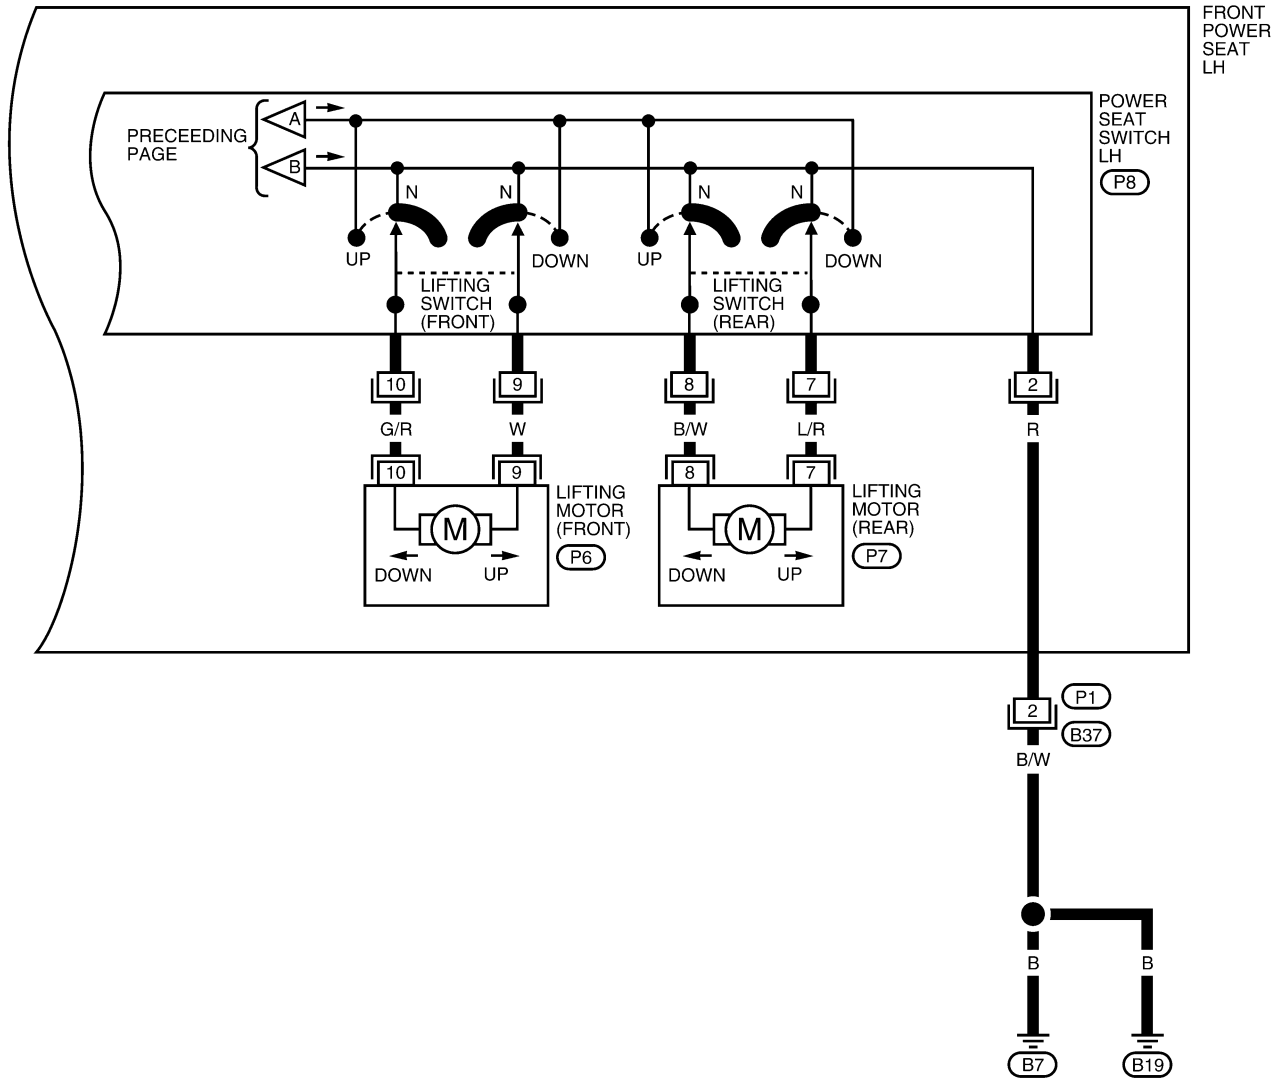 FRONT
POWER
SEAT
LH
PRECEEDING
PAGE
A
B
POWER
SEAT
SWITCH
LH
P8
N
N
N
N
UP
DOWN
UP
DOWN
LIFTING
SWITCH
(FRONT)
LIFTING
SWITCH
(REAR)
10
9
8
7
2
G/R
W
B/W
L/R
R
10
9
8
7
M
DOWN
UP
LIFTING
MOTOR
(FRONT)
P6
M
DOWN
UP
LIFTING
MOTOR
(REAR)
P7
2
P1
B37
B/W
B
B
B7
B19